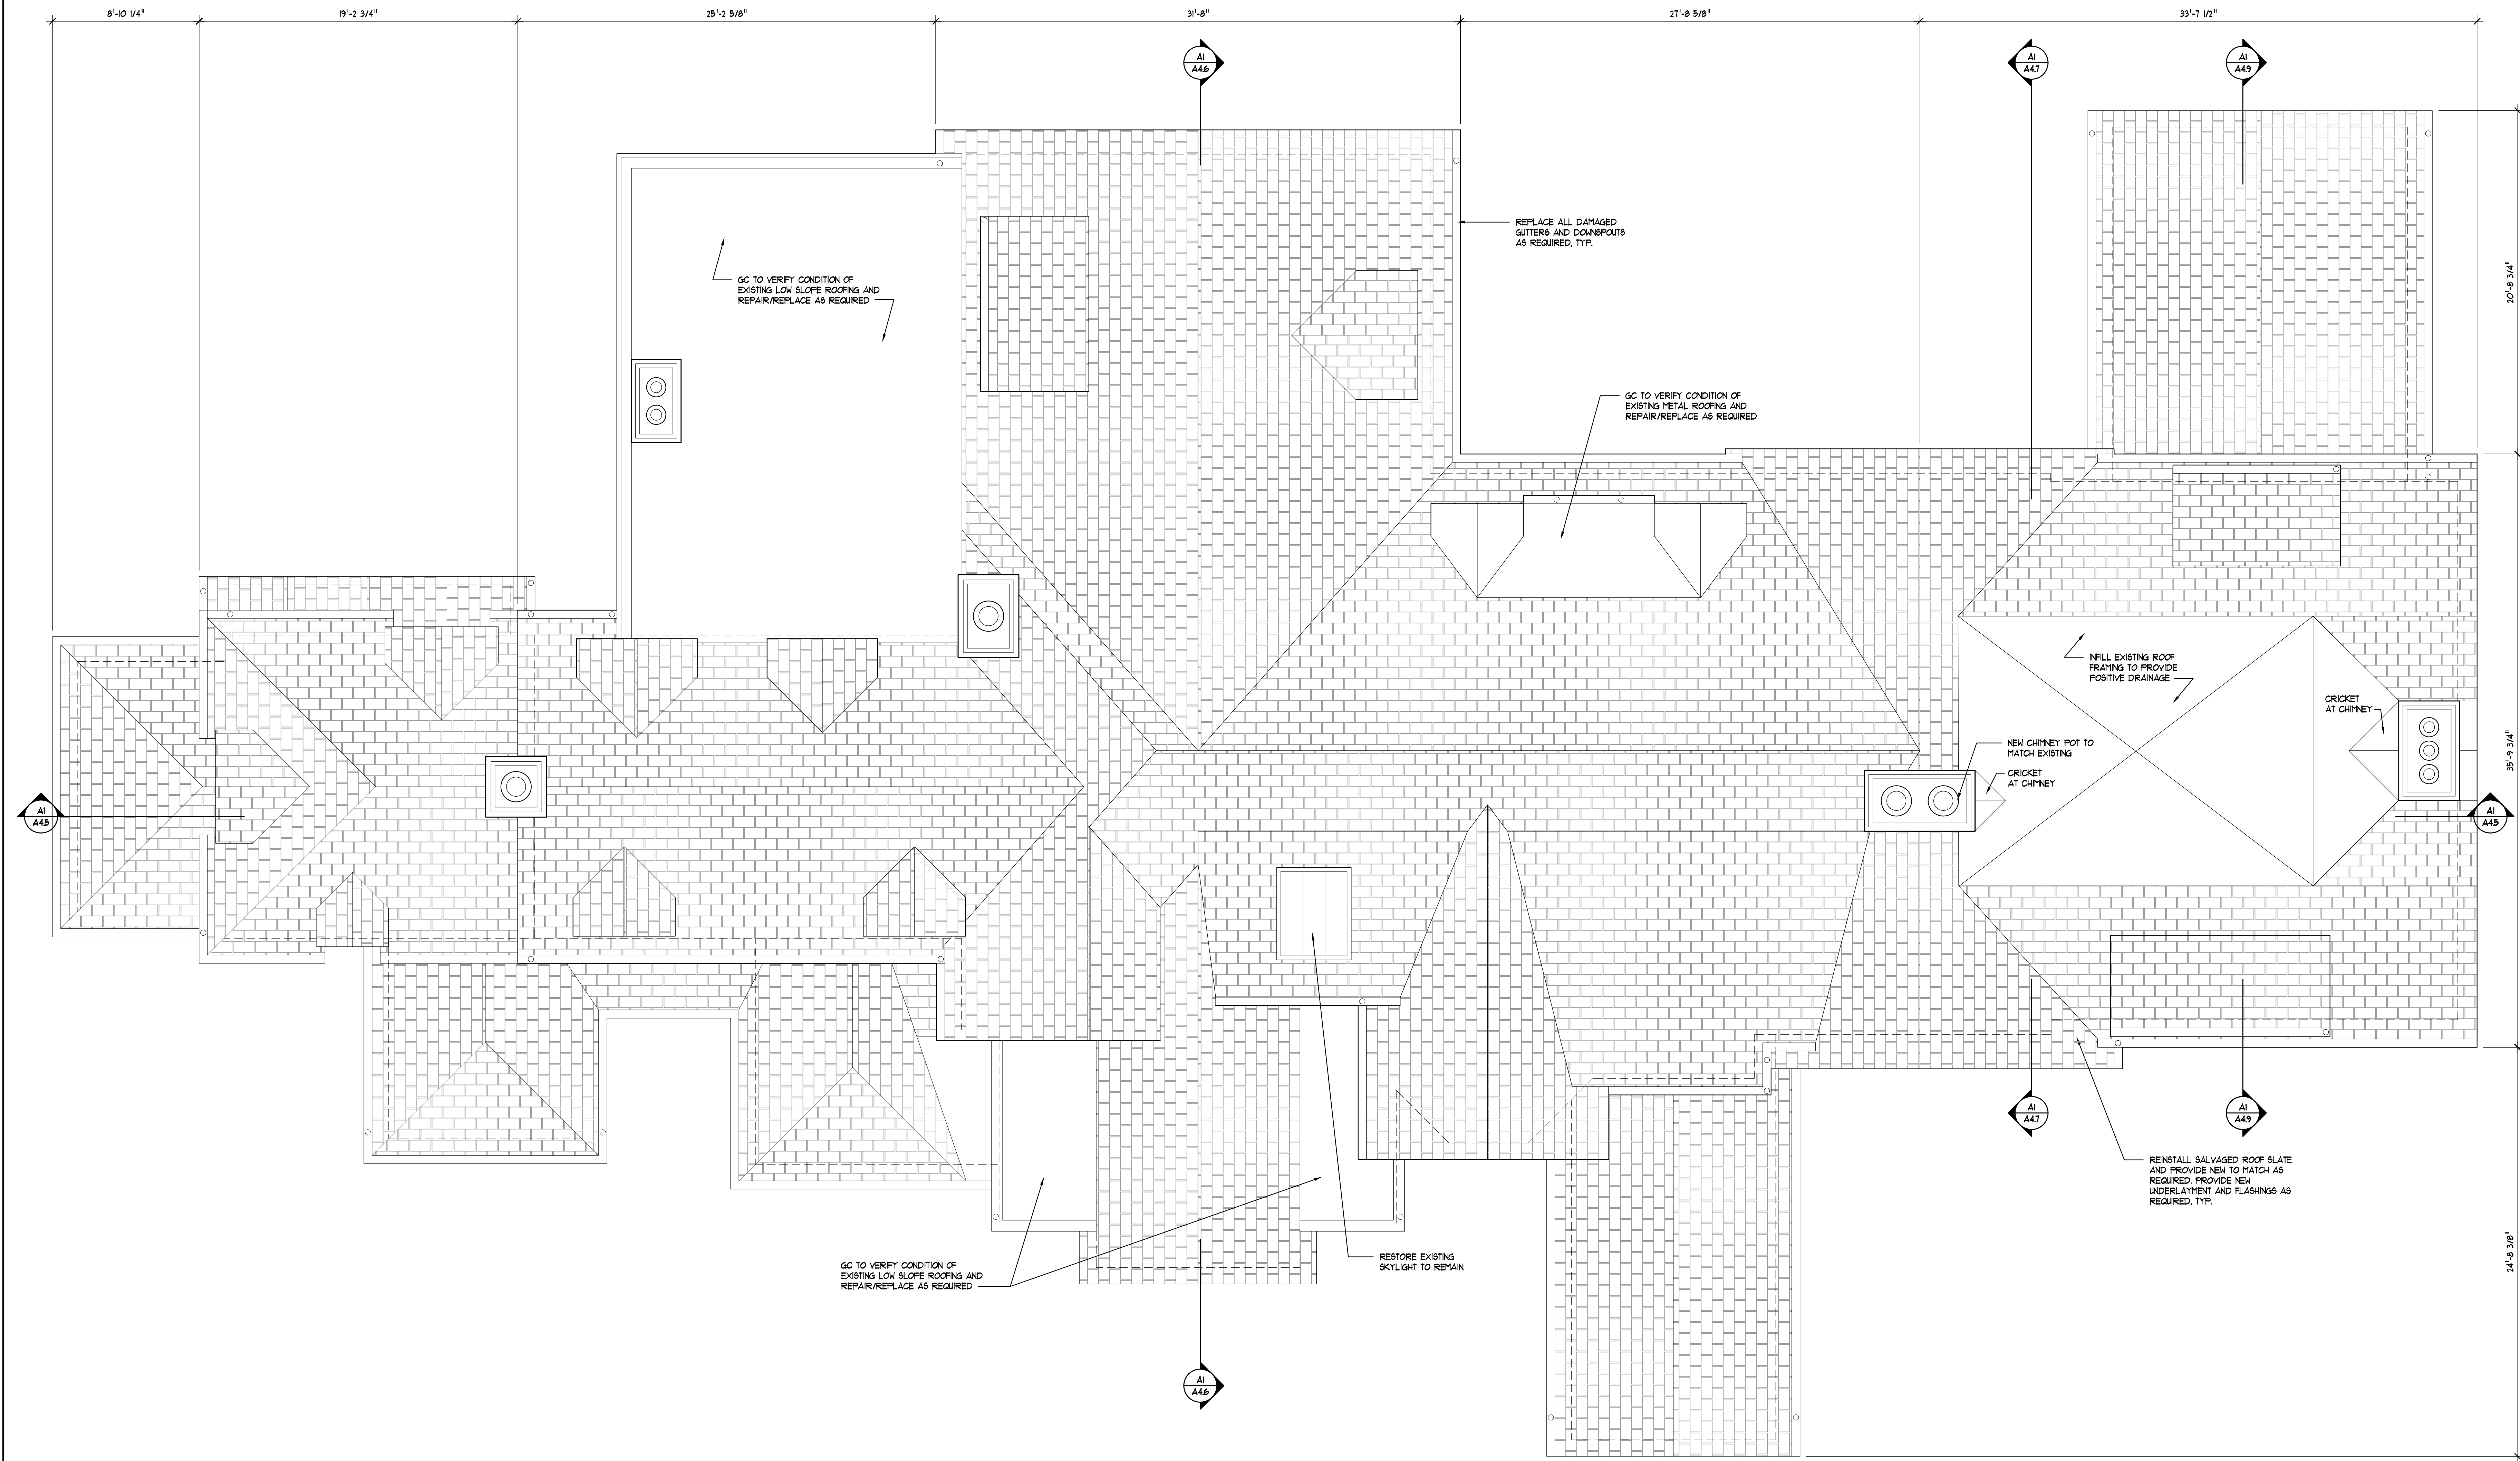 8'-10 1/4"
19'-2 3/4"
25'-2 5/8"
31'-8"
27'-8 5/8"
33'-7 1/2"
A1
A4.6
A1
A4.7
A1
A4.9
REPLACE ALL DAMAGED
GUTTERS AND DOWNSPOUTS
AS REQUIRED, TYP.
20'-8 3/4"
GC TO VERIFY CONDITION OF
EXISTING LOW SLOPE ROOFING AND
REPAIR/REPLACE AS REQUIRED
GC TO VERIFY CONDITION OF
EXISTING METAL ROOFING AND
REPAIR/REPLACE AS REQUIRED
INFILL EXISTING ROOF
FRAMING TO PROVIDE
POSITIVE DRAINAGE
CRICKET
AT CHIMNEY
NEW CHIMNEY POT TO
MATCH EXISTING
CRICKET
AT CHIMNEY
35'-9 3/4"
A1
A4.5
A1
A4.5
A1
A4.7
A1
A4.9
REINSTALL SALVAGED ROOF SLATE
AND PROVIDE NEW TO MATCH AS
REQUIRED. PROVIDE NEW
UNDERLAYMENT AND FLASHINGS AS
REQUIRED, TYP.
24'-8 3/8"
RESTORE EXISTING
SKYLIGHT TO REMAIN
GC TO VERIFY CONDITION OF
EXISTING LOW SLOPE ROOFING AND
REPAIR/REPLACE AS REQUIRED
A1
A4.6